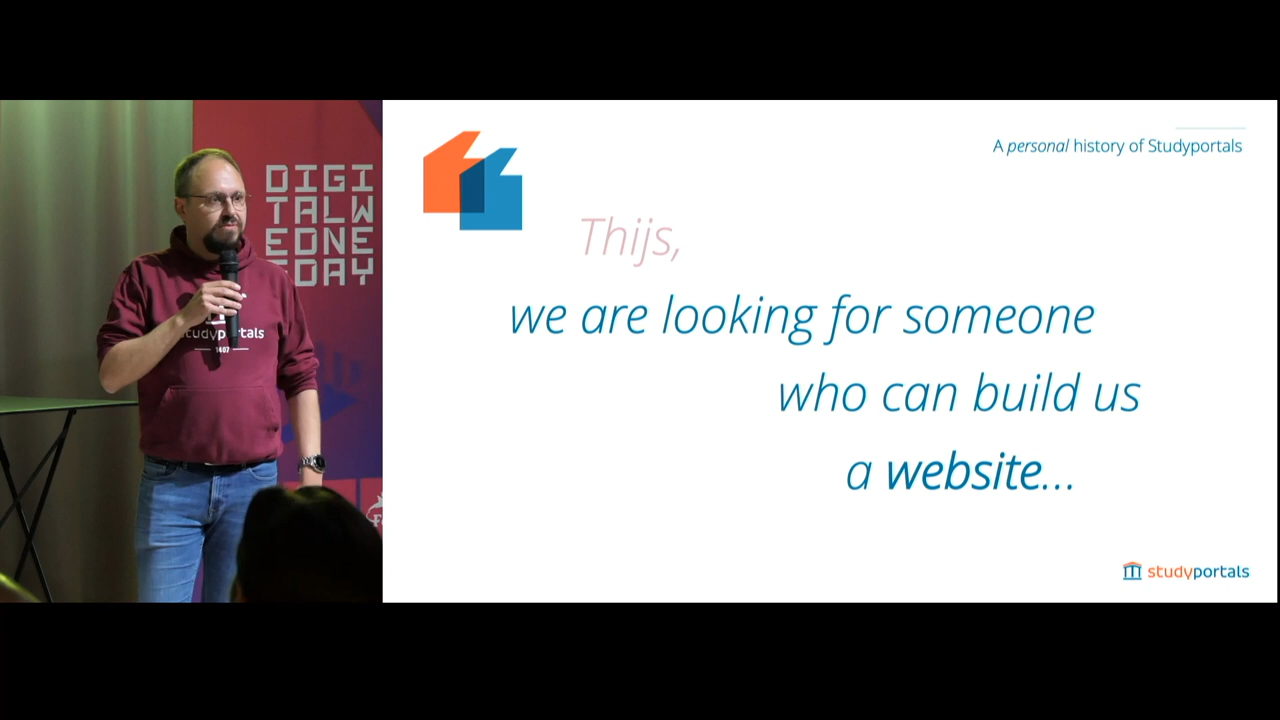 DIGI
TALW
EDNE
SDAY
studyportals
1407
A personal history of Studyportals
Thijs,
we are looking for someone
who can build us
a website...
studyportals